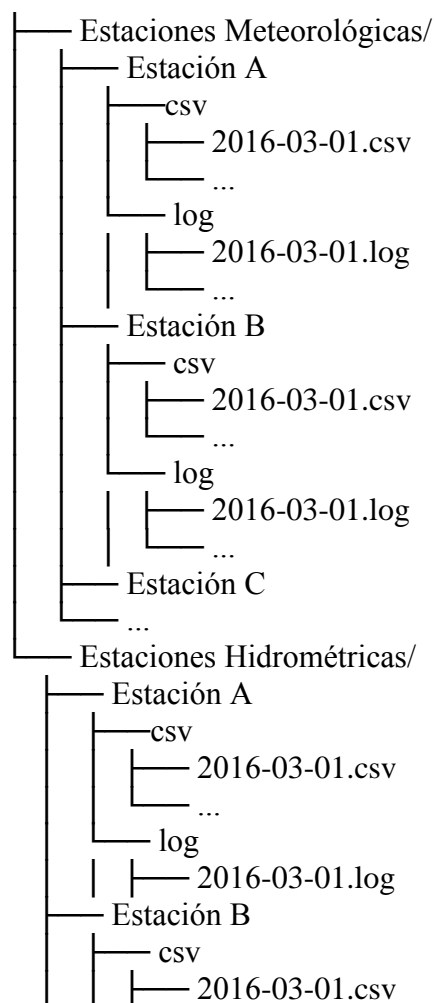 Estaciones Meteorológicas/
Estación A
csv
2016-03-01.csv
...
log
2016-03-01.log
...
Estación B
csv
2016-03-01.csv
...
log
2016-03-01.log
...
Estación C
...
Estaciones Hidrométricas/
Estación A
csv
2016-03-01.csv
...
log
2016-03-01.log
Estación B
csv
2016-03-01.csv